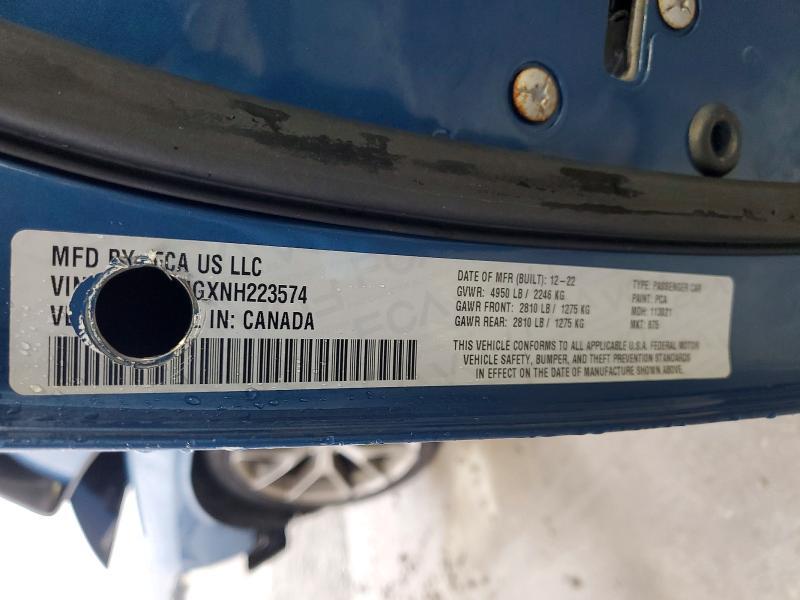 MFD BY FCA US LLC
VIN GXNH223574
VE IN: CANADA
DATE OF MFR (BUILT): 12-22
GVWR: 4950 LB / 2246 KG
GAWR FRONT: 2810 LB / 1275 KG
GAWR REAR: 2810 LB / 1275 KG
TYPE: PASSENGER CAR
PAINT: PCA
MDH: 113021
MKT: 875
THIS VEHICLE CONFORMS TO ALL APPLICABLE U.S.A. FEDERAL MOTOR
VEHICLE SAFETY, BUMPER, AND THEFT PREVENTION STANDARDS
IN EFFECT ON THE DATE OF MANUFACTURE SHOWN ABOVE.